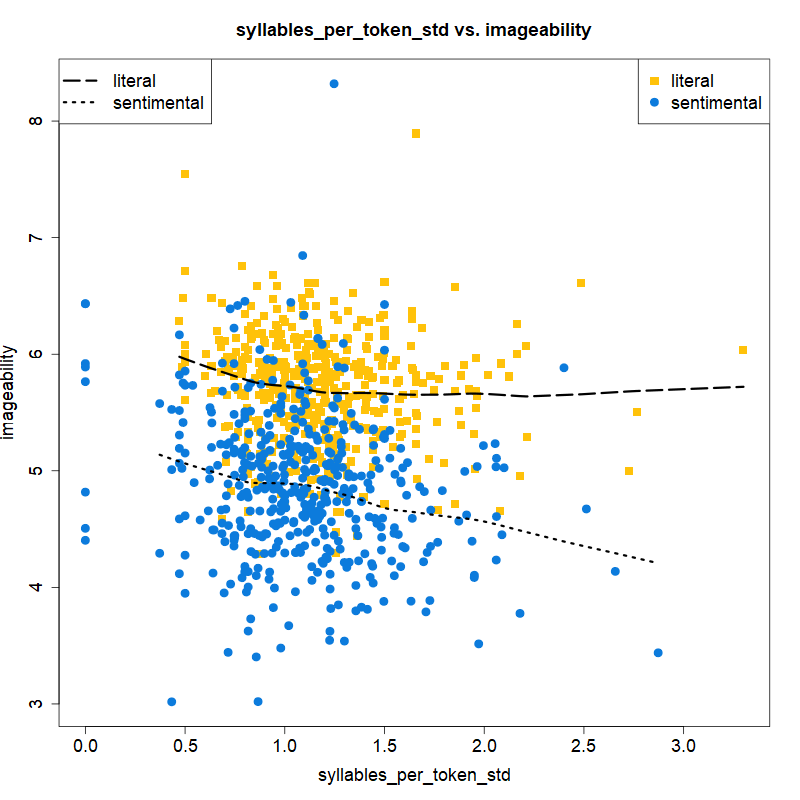 syllables_per_token_std vs. imageability
literal
sentimental
literal
sentimental
imageability
8
7
6
5
4
3
0.0 0.5 1.0 1.5 2.0 2.5 3.0
syllables_per_token_std